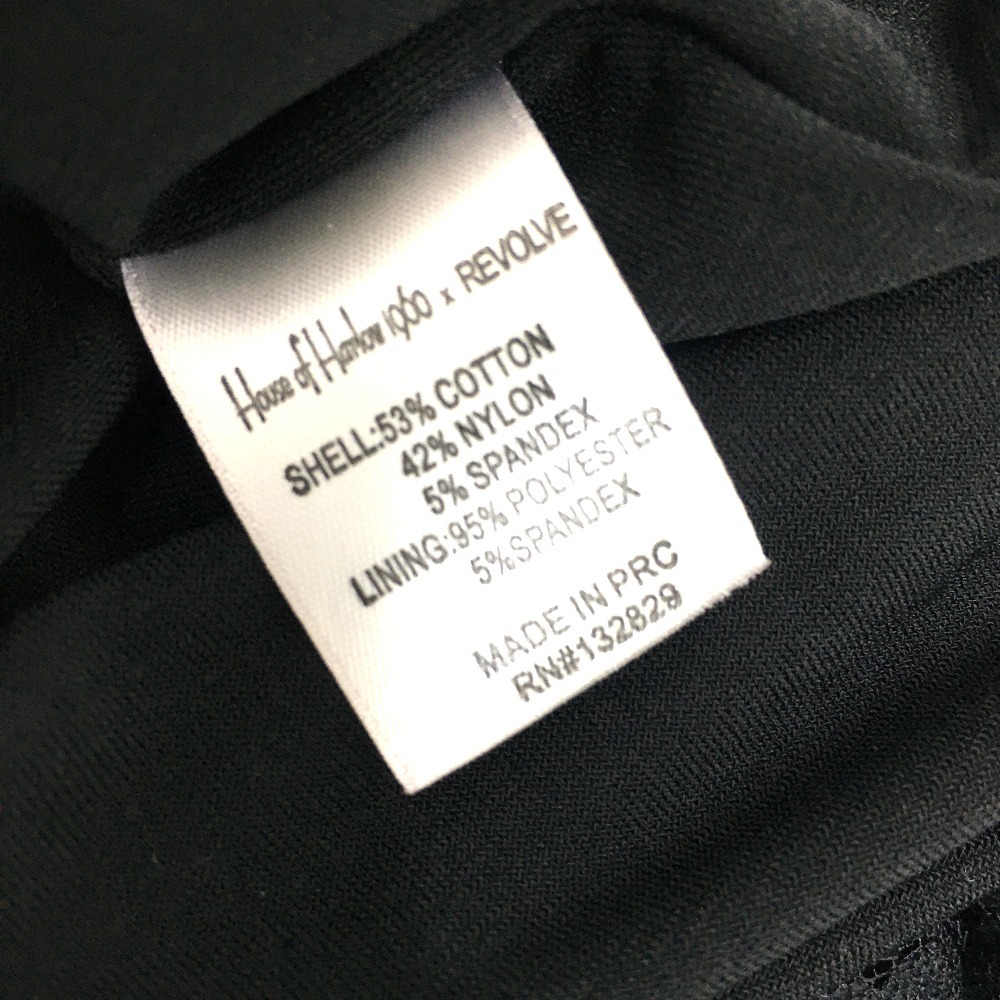 House of Harlow 1960 x REVOLVE
SHELL:53% COTTON
42% NYLON
5% SPANDEX
LINING:95% POLYESTER
5%SPANDEX
MADE IN PRC
RN#132829